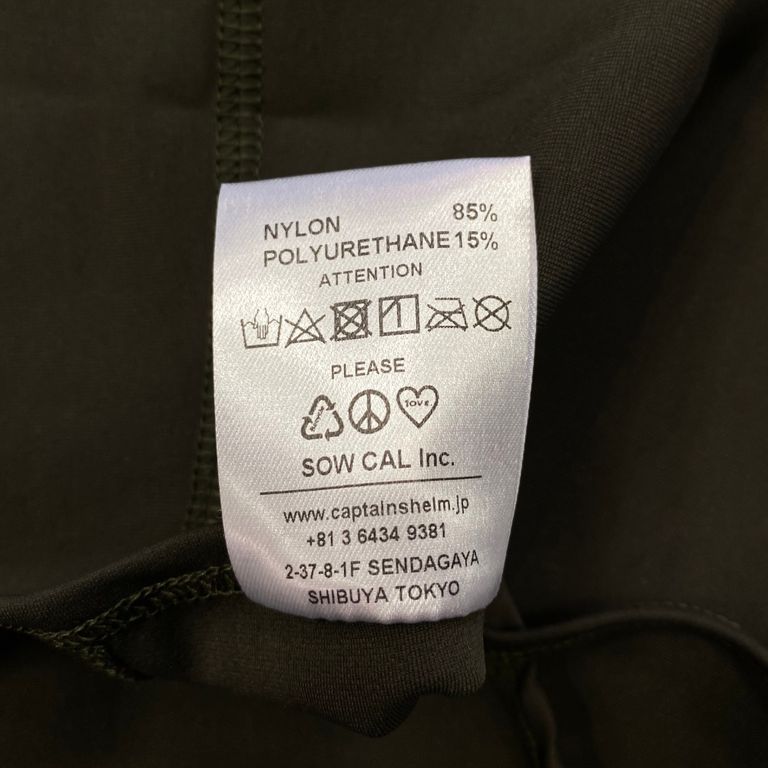 NYLON 85%
POLYURETHANE 15%
ATTENTION
PLEASE
love.
SOW CAL Inc.
www.captainshelm.jp
+81 3 6434 9381
2-37-8-1F SENDAGAYA
SHIBUYA TOKYO